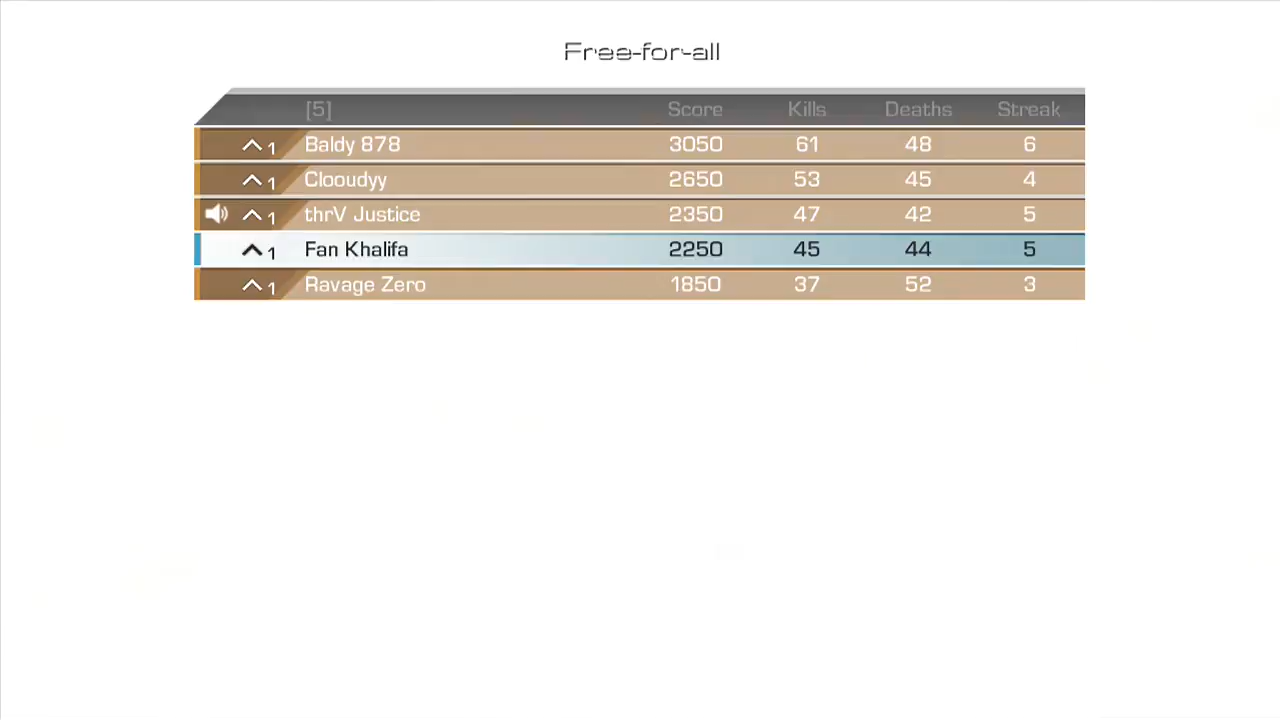 Free-for-all
[5] Score Kills Deaths Streak
1 Baldy 878 3050 61 48 6
1 Clooudyy 2650 53 45 4
1 thrV Justice 2350 47 42 5
1 Fan Khalifa 2250 45 44 5
1 Ravage Zero 1850 37 52 3